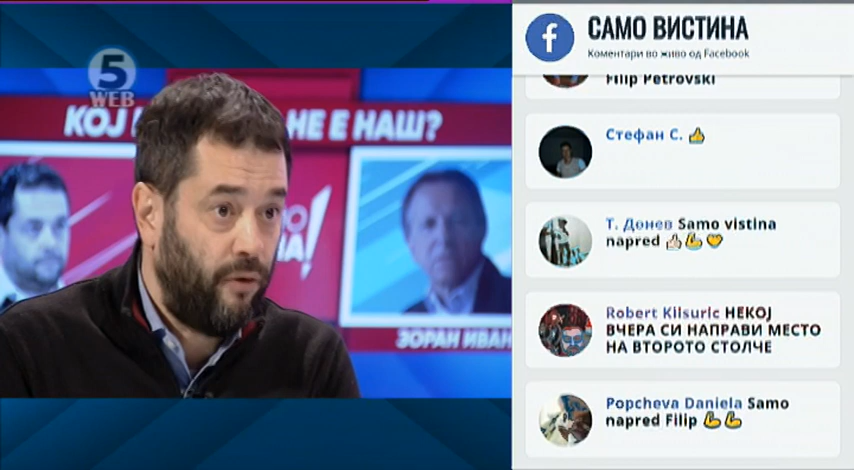 5
WEB
КОЈ
НЕ Е НАШ?
ЗОРАН ИВАН
f
САМО ВИСТИНА
Коментари во живо од Facebook
Filip Petrovski
Стефан С. 👍
Т. Донев Samo vistina
napred 👍🏻💪💛
Robert Kilsuric НЕКОЈ
ВЧЕРА СИ НАПРАВИ МЕСТО
НА ВТОРОТО СТОЛЧЕ
Popcheva Daniela Samo
napred Filip 💪💪